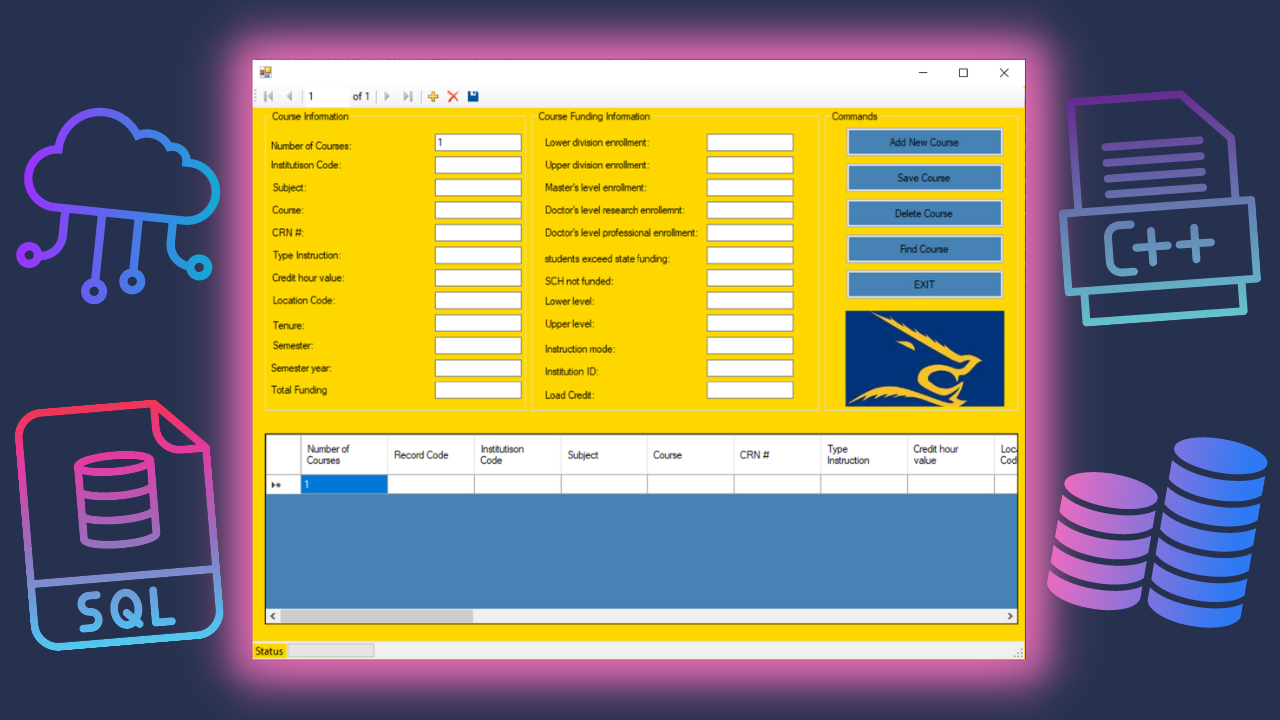 1 of 1
Course Information
Number of Courses: 1
Institutison Code:
Subject:
Course:
CRN #:
Type Instruction:
Credit hour value:
Location Code:
Tenure:
Semester:
Semester year:
Total Funding
Course Funding Information
Lower division enrollment:
Upper division enrollment:
Master's level enrollment:
Doctor's level research enrollemnt:
Doctor's level professional enrollment:
students exceed state funding:
SCH not funded:
Lower level:
Upper level:
Instruction mode:
Institution ID:
Load Credit:
Commands
Add New Course
Save Course
Delete Course
Find Course
EXIT
C++
Number of
Courses
Record Code
Institutison
Code
Subject
Course
CRN #
Type
Instruction
Credit hour
value
Loc
Cod
1
SQL
Status